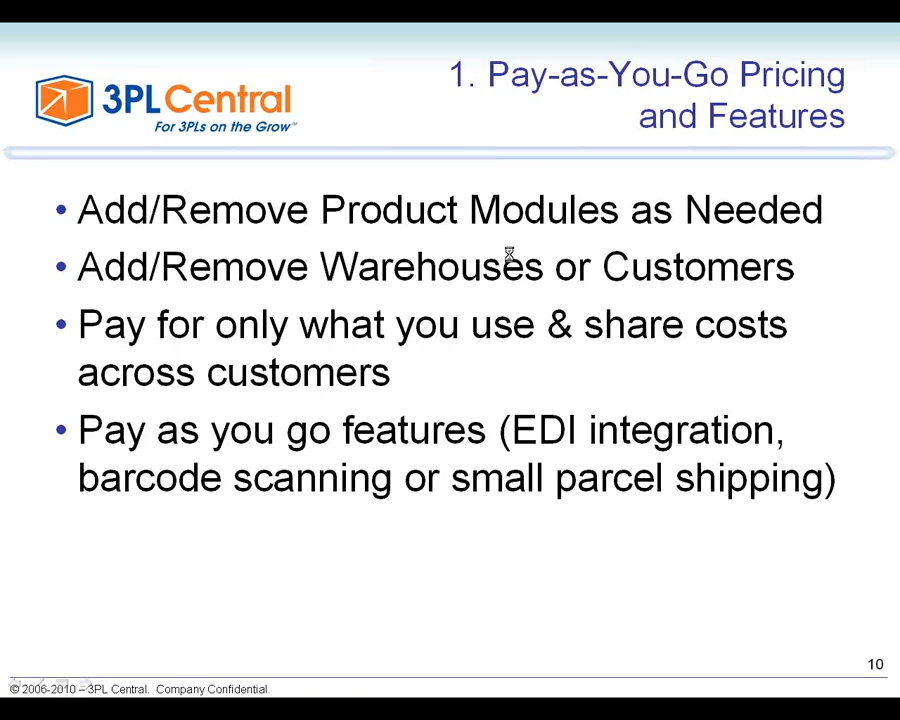 1. Pay-as-You-Go Pricing
and Features
3PL Central
For 3PLs on the Grow™
• Add/Remove Product Modules as Needed
• Add/Remove Warehouses or Customers
• Pay for only what you use & share costs
across customers
• Pay as you go features (EDI integration,
barcode scanning or small parcel shipping)
10
© 2006-2010 – 3PL Central. Company Confidential.